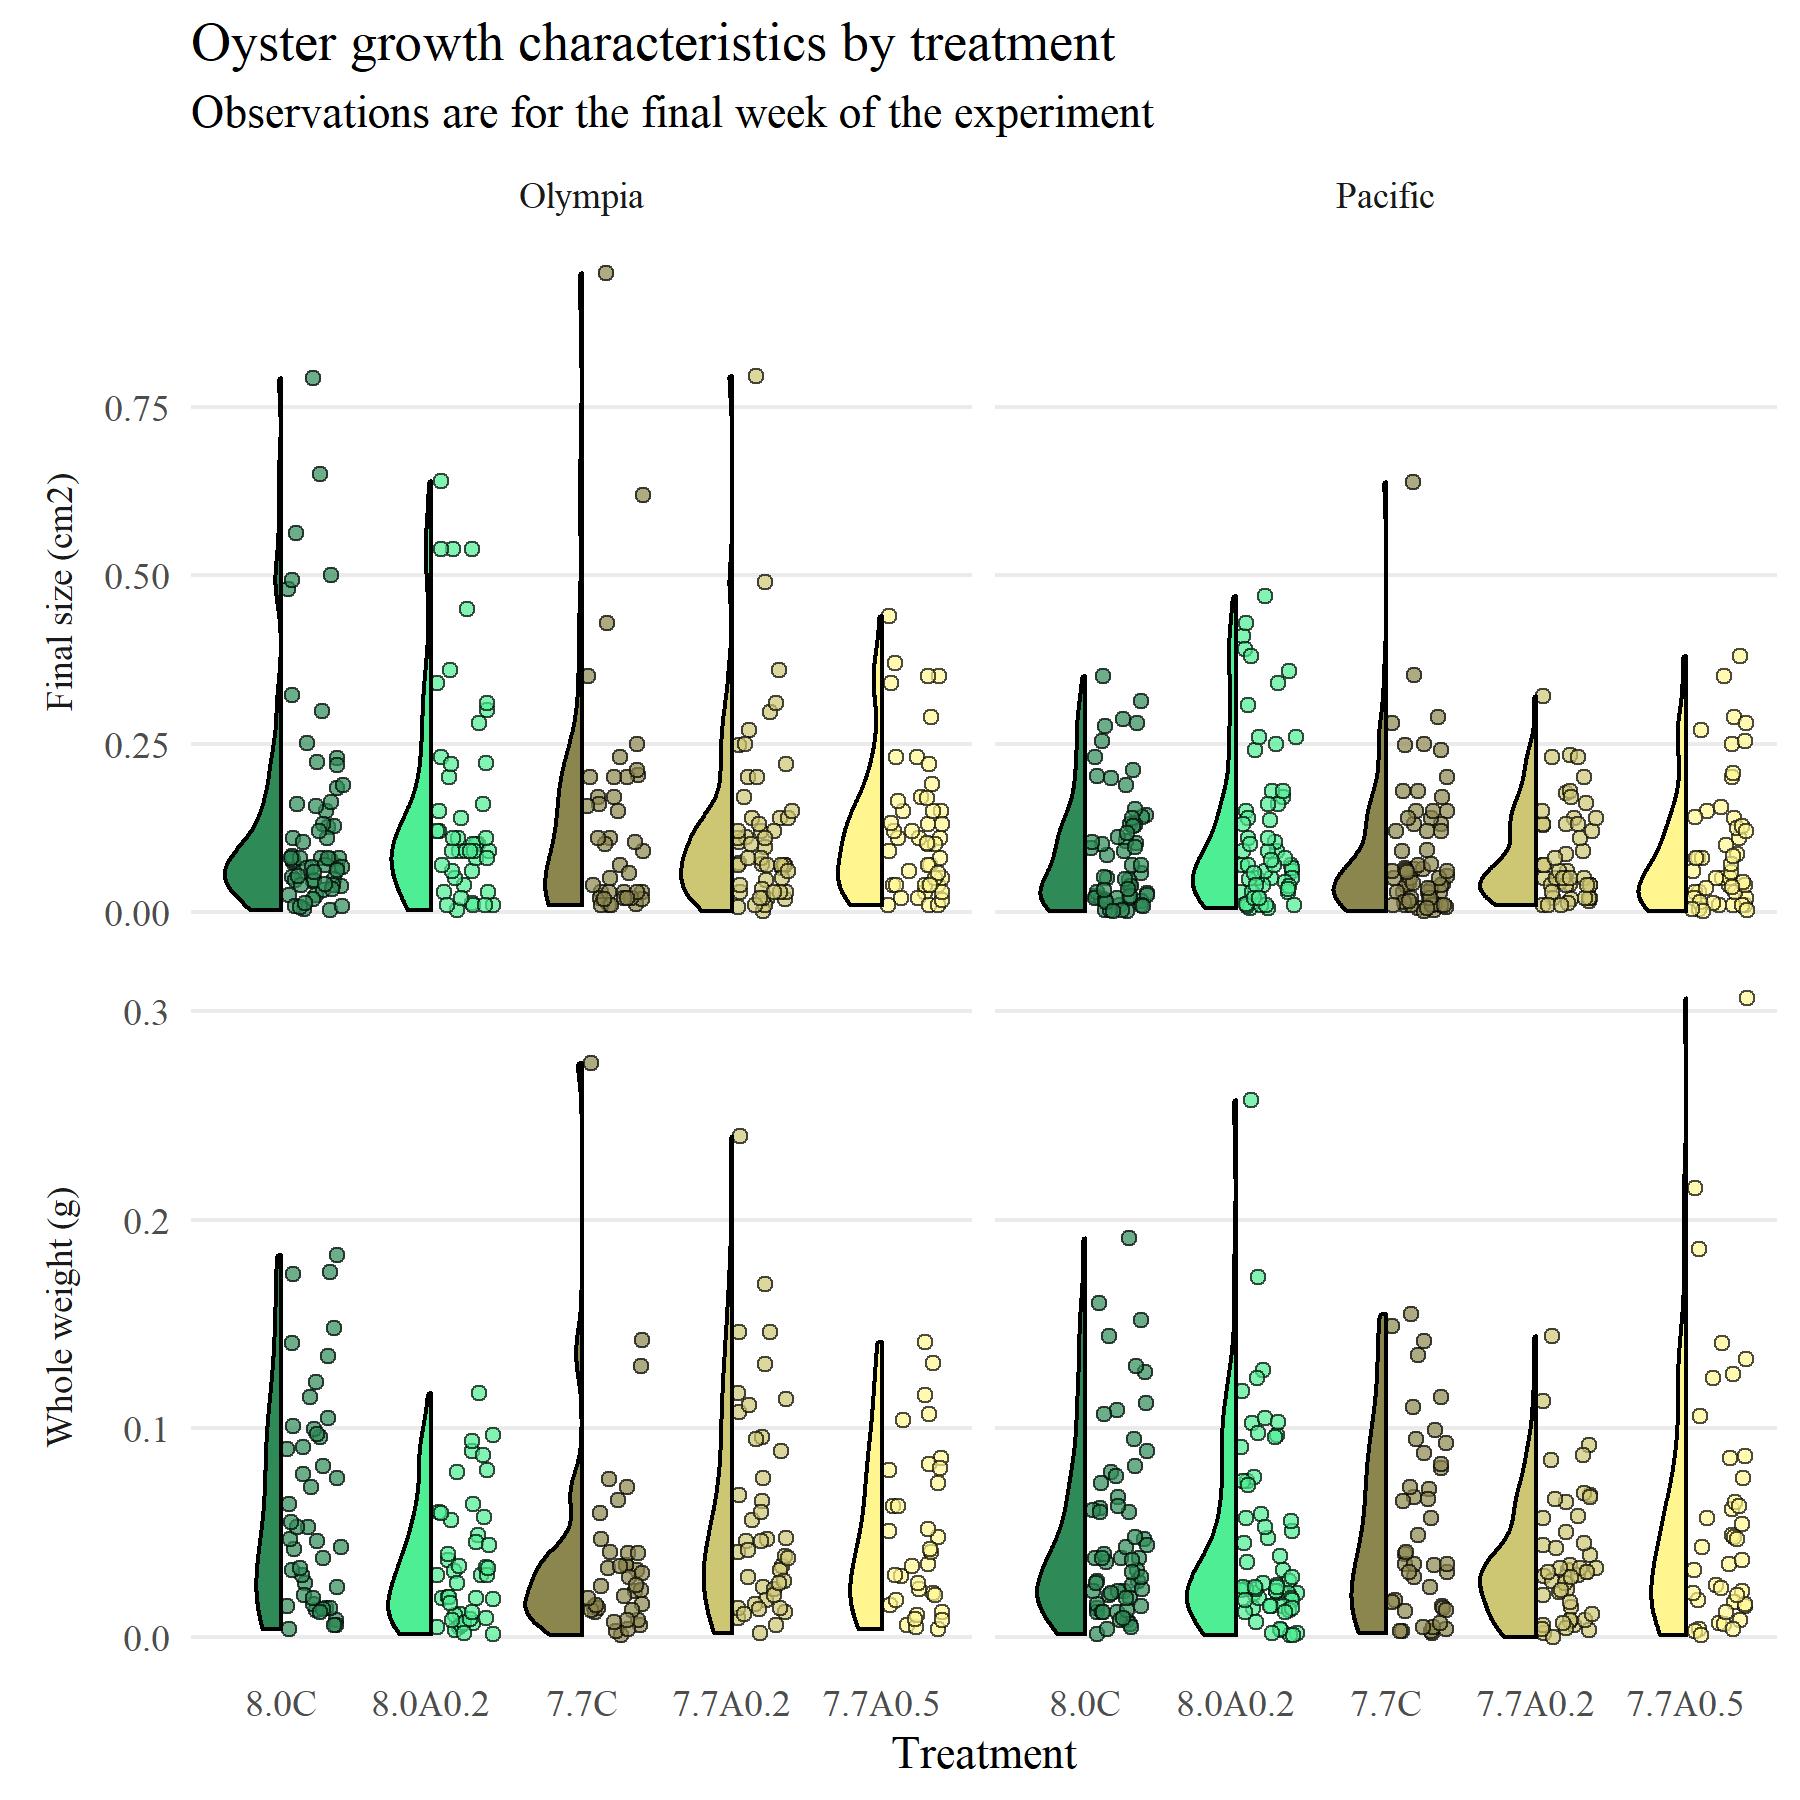 Oyster growth characteristics by treatment
Observations are for the final week of the experiment
Olympia Pacific
Final size (cm2)
0.75
0.50
0.25
0.00
Whole weight (g)
0.3
0.2
0.1
0.0
8.0C 8.0A0.2 7.7C 7.7A0.2 7.7A0.5 8.0C 8.0A0.2 7.7C 7.7A0.2 7.7A0.5
Treatment